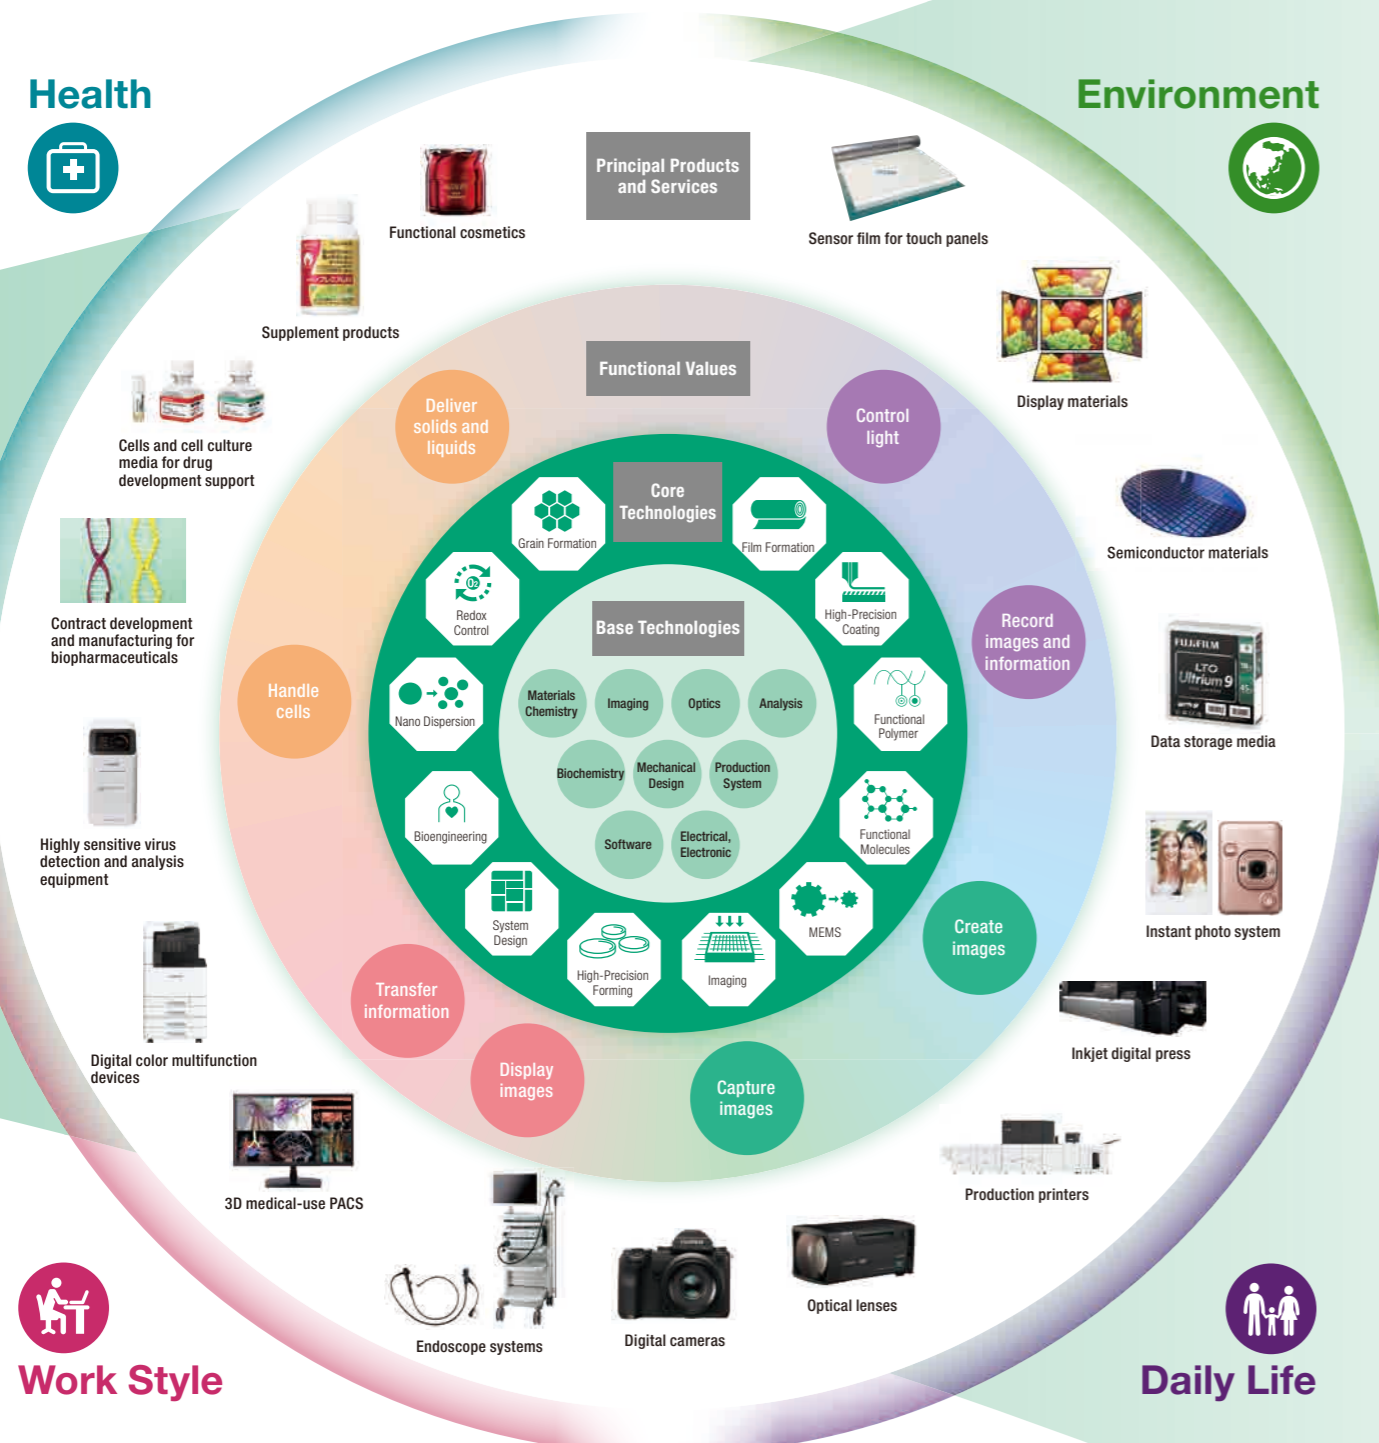 Health
Environment
Principal Products
and Services
Functional cosmetics
Sensor film for touch panels
Supplement products
Display materials
Functional Values
Deliver
solids and
liquids
Control
light
Cells and cell culture
media for drug
development support
Semiconductor materials
Core
Technologies
Grain Formation
Film Formation
Redox
Control
O2
High-Precision
Coating
Contract development
and manufacturing for
biopharmaceuticals
Base Technologies
Record
images and
information
FUJIFILM
LTO
Ultrium 9
Data storage media
Handle
cells
Nano Dispersion
Functional
Polymer
Materials
Chemistry
Imaging
Optics
Analysis
Biochemistry
Mechanical
Design
Production
System
Software
Electrical,
Electronic
Bioengineering
Functional
Molecules
Highly sensitive virus
detection and analysis
equipment
Instant photo system
System
Design
MEMS
Create
images
High-Precision
Forming
Imaging
Transfer
information
Digital color multifunction
devices
Inkjet digital press
Display
images
Capture
images
3D medical-use PACS
Production printers
Endoscope systems
Digital cameras
Optical lenses
Work Style
Daily Life